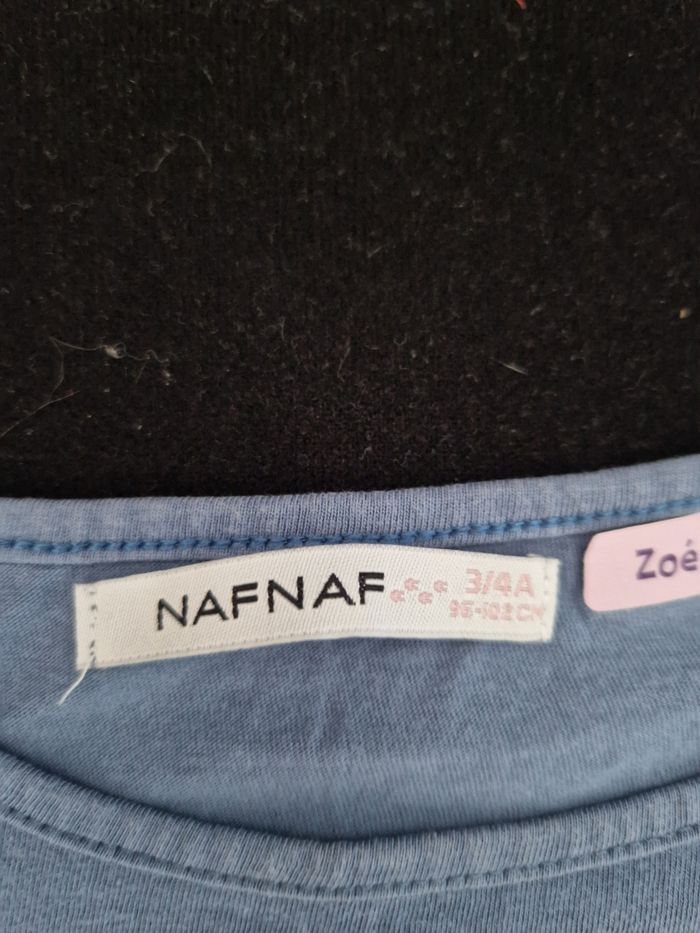 NAFNAF
3/4A
96-102 CM
Zoé